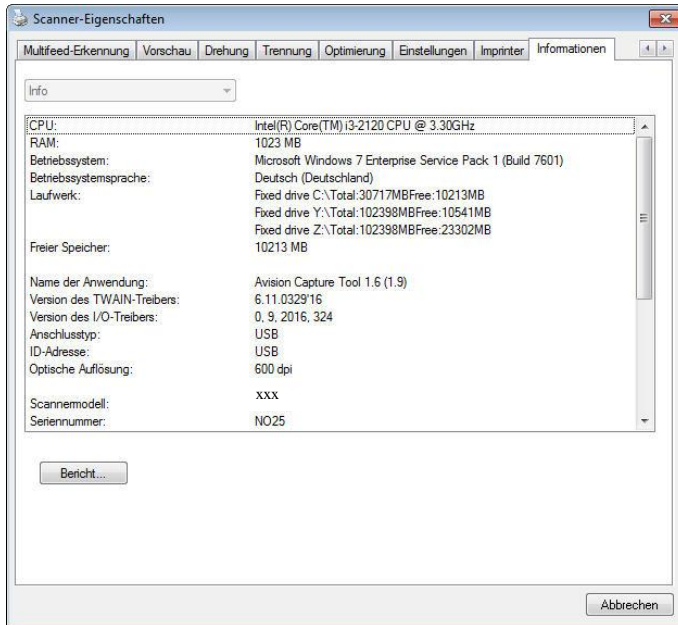 Scanner-Eigenschaften
Multifeed-Erkennung Vorschau Drehung Trennung Optimierung Einstellungen Imprinter Informationen
Info
CPU: Intel(R) Core(TM) i3-2120 CPU @ 3.30GHz
RAM: 1023 MB
Betriebssystem: Microsoft Windows 7 Enterprise Service Pack 1 (Build 7601)
Betriebssystemsprache: Deutsch (Deutschland)
Laufwerk: Fixed drive C:\Total:30717MBFree:10213MB
Fixed drive Y:\Total:102398MBFree:10541MB
Fixed drive Z:\Total:102398MBFree:23302MB
Freier Speicher: 10213 MB
Name der Anwendung: Avision Capture Tool 1.6 (1.9)
Version des TWAIN-Treibers: 6.11.0329'16
Version des I/O-Treibers: 0, 9, 2016, 324
Anschlusstyp: USB
ID-Adresse: USB
Optische Auflösung: 600 dpi
Scannermodell: xxx
Seriennummer: NO25
Bericht...
Abbrechen